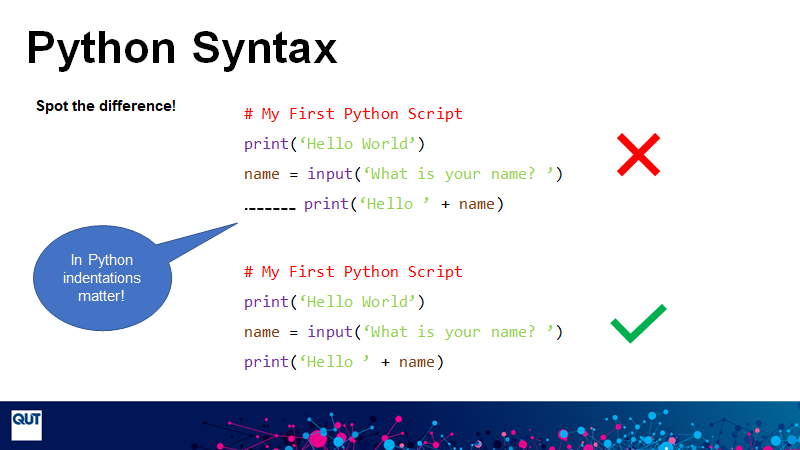 Python Syntax
Spot the difference!
# My First Python Script
print(‘Hello World’)
name = input(‘What is your name? ’)
print(‘Hello ’ + name)
In Python
indentations
matter!
# My First Python Script
print(‘Hello World’)
name = input(‘What is your name? ’)
print(‘Hello ’ + name)
QUT